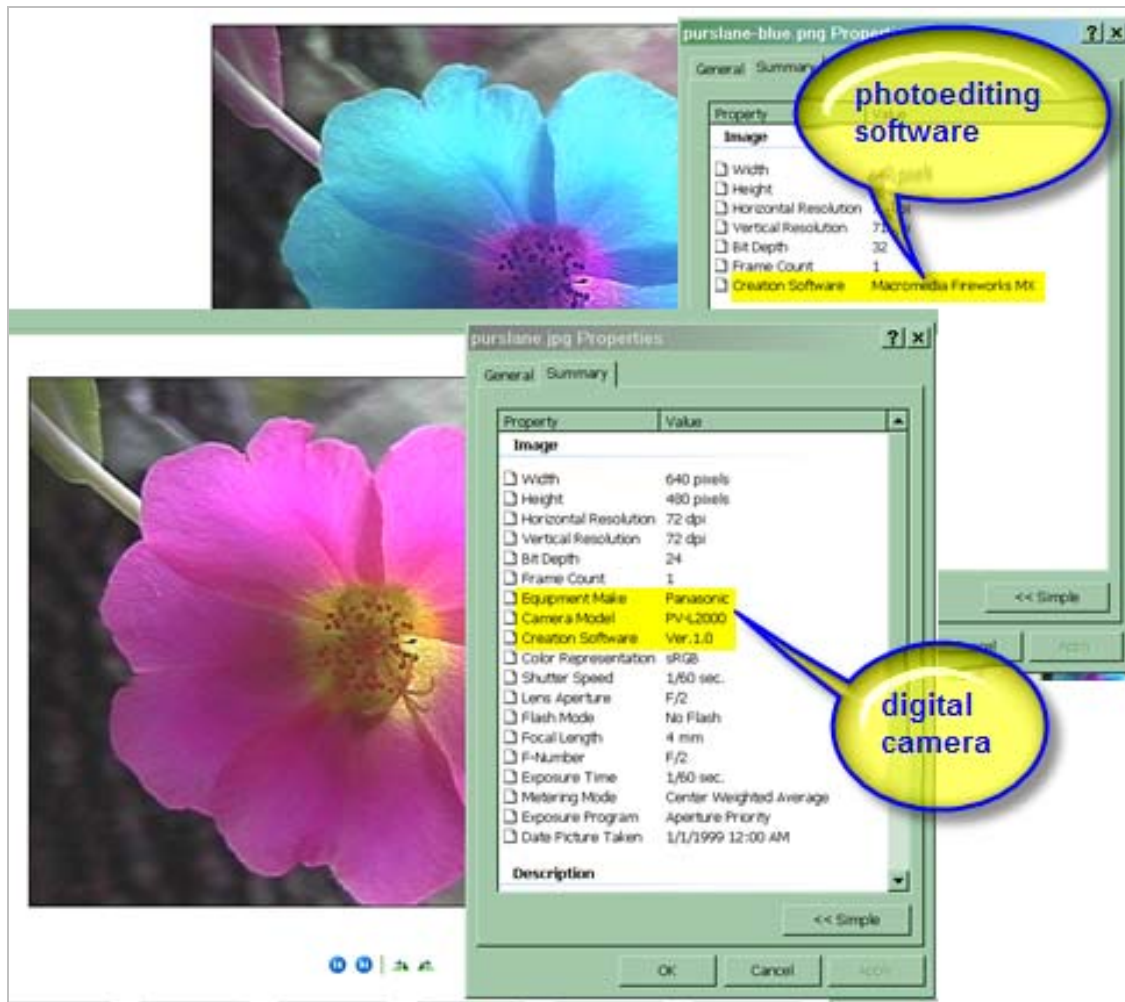 purslane-blue.png
General Summary
photoediting
software
Property
Image
Width
Height
Horizontal Resolution
Vertical Resolution
Bit Depth 32
Frame Count 1
Creation Software Macromedia Fireworks MX
<< Simple
Apply
purslane.jpg Properties
General Summary
Property Value
Image
Width 640 pixels
Height 480 pixels
Horizontal Resolution 72 dpi
Vertical Resolution 72 dpi
Bit Depth 24
Frame Count 1
Equipment Make Panasonic
Camera Model PV-L2000
Creation Software Ver.1.0
Color Representation sRGB
Shutter Speed 1/60 sec.
Lens Aperture F/2
Flash Mode No Flash
Focal Length 4 mm
F-Number F/2
Exposure Time 1/60 sec.
Metering Mode Center Weighted Average
Exposure Program Aperture Priority
Date Picture Taken 1/1/1999 12:00 AM
Description
<< Simple
OK Cancel Apply
digital
camera